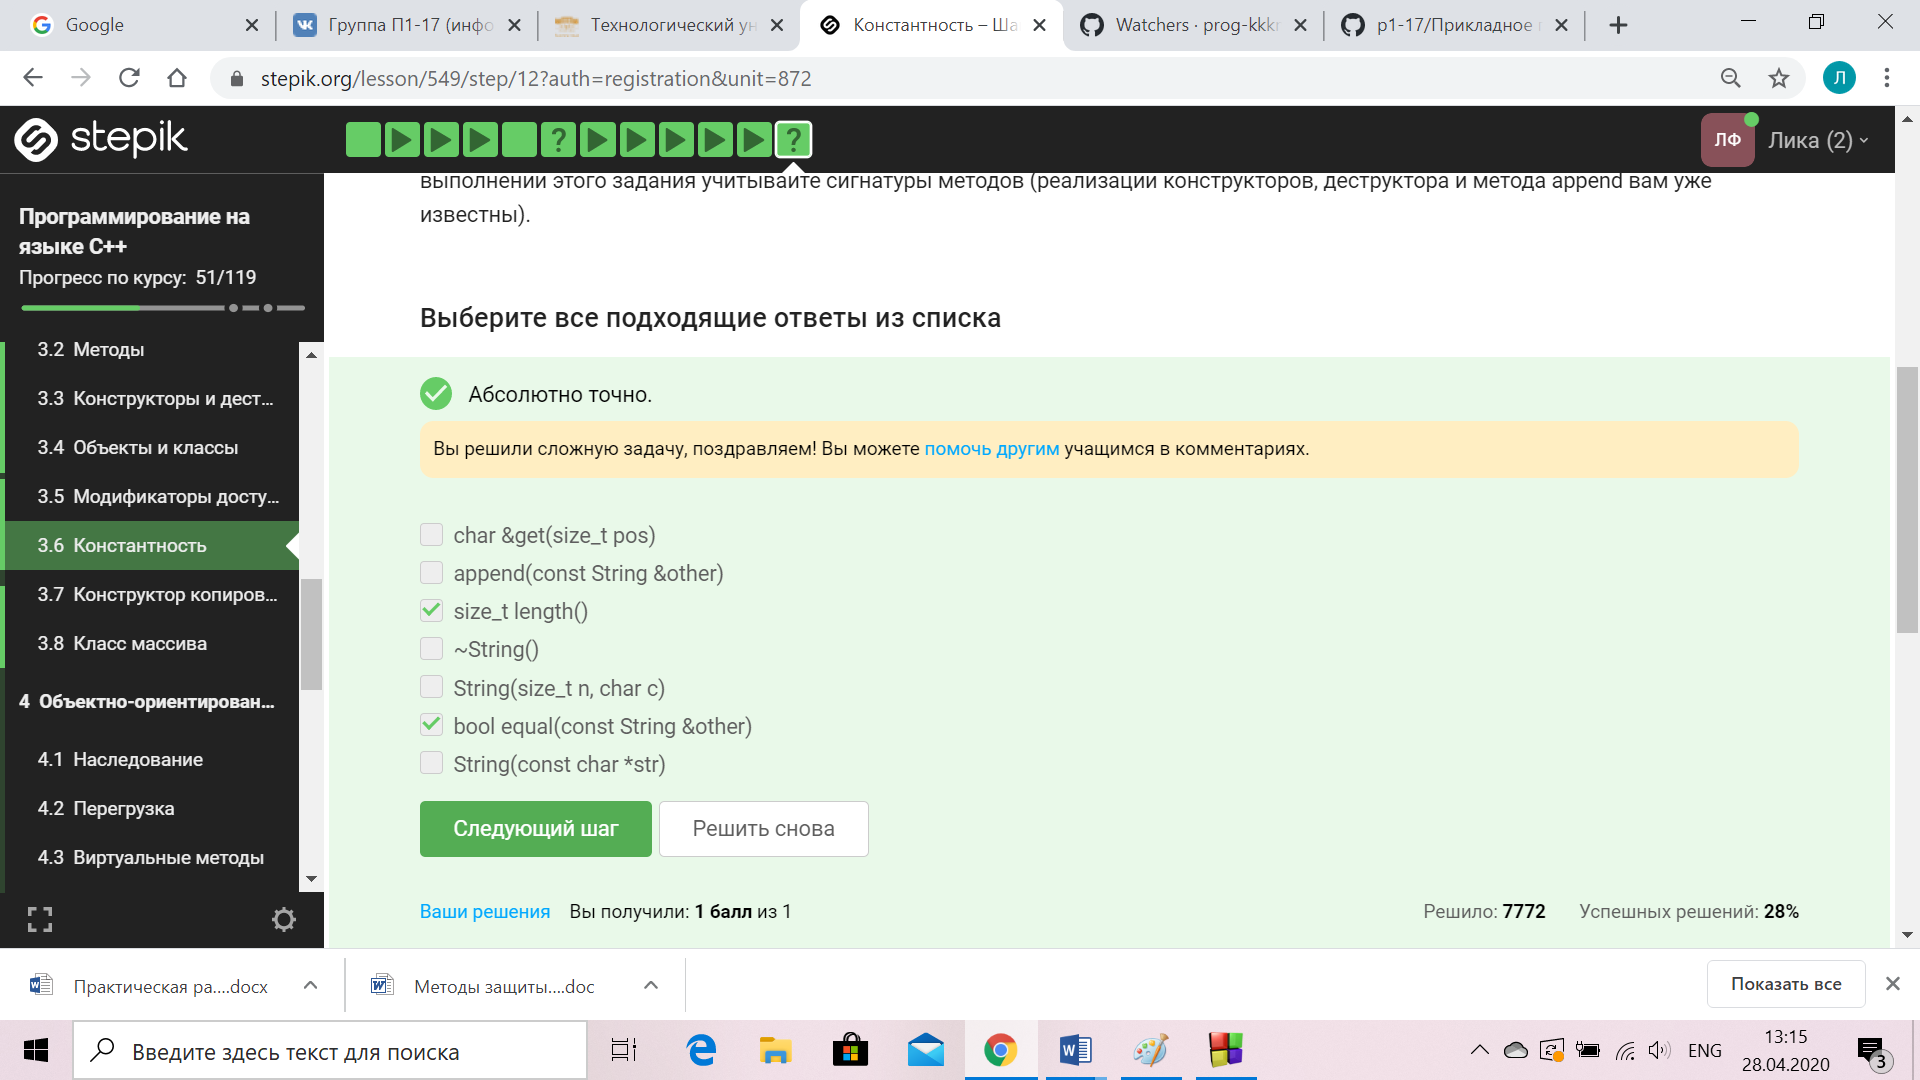 Google
Группа П1-17 (инфо
Технологический ун
Константность – Ша
Watchers · prog-kkk
p1-17/Прикладное
stepik.org/lesson/549/step/12?auth=registration&unit=872
Л
stepik
?
?
ЛФ
Лика (2)
выполнении этого задания учитывайте сигнатуры методов (реализации конструкторов, деструктора и метода append вам уже
известны).
Программирование на
языке C++
Прогресс по курсу: 51/119
3.2 Методы
3.3 Конструкторы и дест...
3.4 Объекты и классы
3.5 Модификаторы досту...
3.6 Константность
3.7 Конструктор копиров...
3.8 Класс массива
4 Объектно-ориентирован...
4.1 Наследование
4.2 Перегрузка
4.3 Виртуальные методы
Выберите все подходящие ответы из списка
Абсолютно точно.
Вы решили сложную задачу, поздравляем! Вы можете помочь другим учащимся в комментариях.
char &get(size_t pos)
append(const String &other)
size_t length()
~String()
String(size_t n, char c)
bool equal(const String &other)
String(const char *str)
Следующий шаг
Решить снова
Ваши решения
Вы получили: 1 балл из 1
Решило: 7772
Успешных решений: 28%
Практическая ра....docx
Методы защиты....doc
Показать все
Введите здесь текст для поиска
ENG
13:15
28.04.2020
3